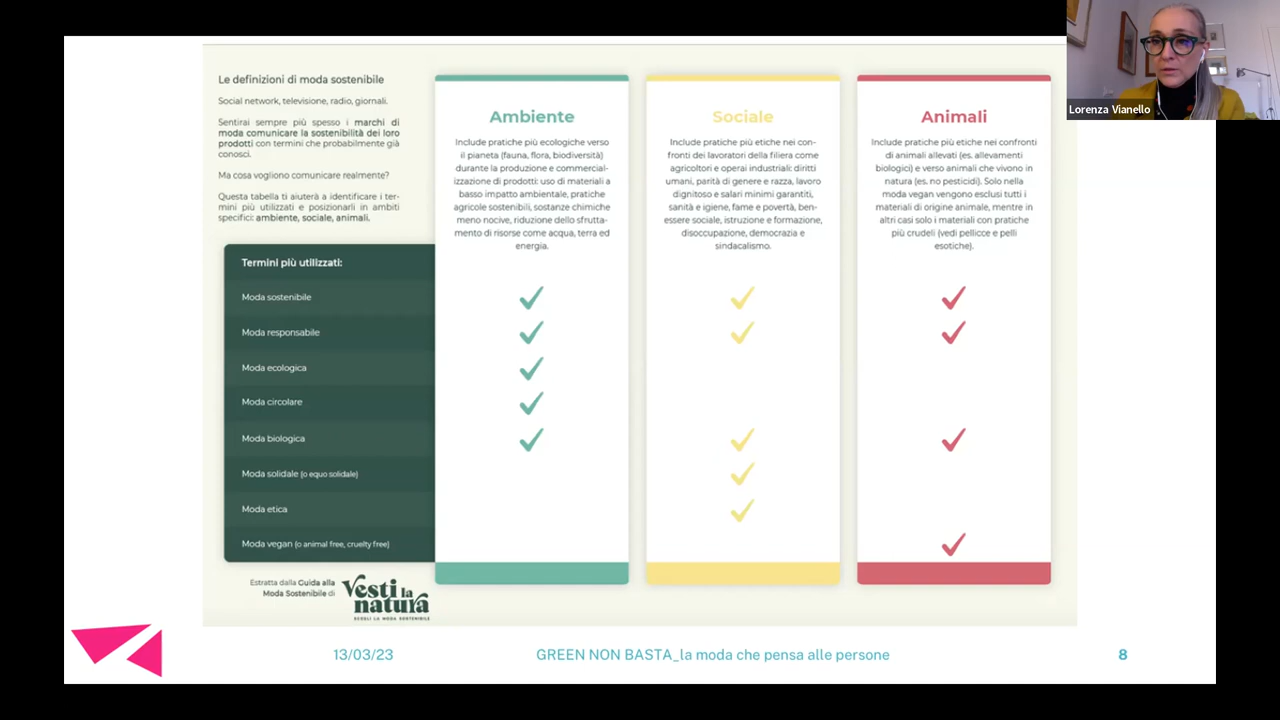 Le definizioni di moda sostenibile
Social network, televisione, radio, giornali.
Sentirai sempre più spesso i marchi di
moda comunicare la sostenibilità dei loro
prodotti con termini che probabilmente già
conosci.
Ma cosa vogliono comunicare realmente?
Questa tabella ti aiuterà a identificare i ter-
mini più utilizzati e posizionarli in ambiti
specifici: ambiente, sociale, animali.
Ambiente
Include pratiche più ecologiche verso
il pianeta (fauna, flora, biodiversità)
durante la produzione e commercial-
izzazione di prodotti: uso di materiali a
basso impatto ambientale, pratiche
agricole sostenibili, sostanze chimiche
meno nocive, riduzione dello sfrutta-
mento di risorse come acqua, terra ed
energia.
Sociale
Include pratiche più etiche nei con-
fronti dei lavoratori della filiera come
agricoltori e operai industriali: diritti
umani, parità di genere e razza, lavoro
dignitoso e salari minimi garantiti,
sanità e igiene, fame e povertà, ben-
essere sociale, istruzione e formazione,
disoccupazione, democrazia e
sindacalismo.
Animali
Include pratiche più etiche nei confronti
di animali allevati (es. allevamenti
biologici) e verso animali che vivono in
natura (es. no pesticidi). Solo nella
moda vegan vengono esclusi tutti i
materiali di origine animale, mentre in
altri casi solo i materiali con pratiche
più crudeli (vedi pellicce e pelli
esotiche).
Termini più utilizzati:
Moda sostenibile
Moda responsabile
Moda ecologica
Moda circolare
Moda biologica
Moda solidale (o equo solidale)
Moda etica
Moda vegan (o animal free, cruelty free)
Estratta dalla Guida alla
Moda Sostenibile di
Vesti la
natura
SCEGLI LA MODA SOSTENIBILE
13/03/23
GREEN NON BASTA_la moda che pensa alle persone
8
Lorenza Vianello